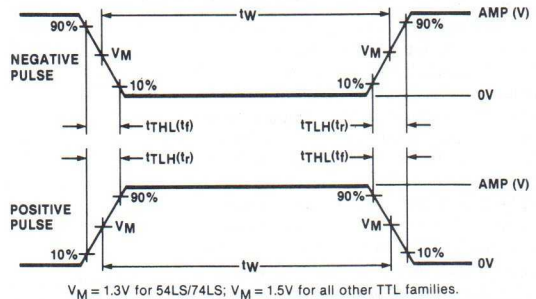 tW
90%
90%
AMP (V)
NEGATIVE
PULSE
VM
VM
10%
10%
0V
tTHL(tf)
tTLH(tr)
tTLH(tr)
tTHL(tf)
POSITIVE
PULSE
90%
90%
AMP (V)
VM
VM
10%
10%
0V
tW
VM = 1.3V for 54LS/74LS; VM = 1.5V for all other TTL families.